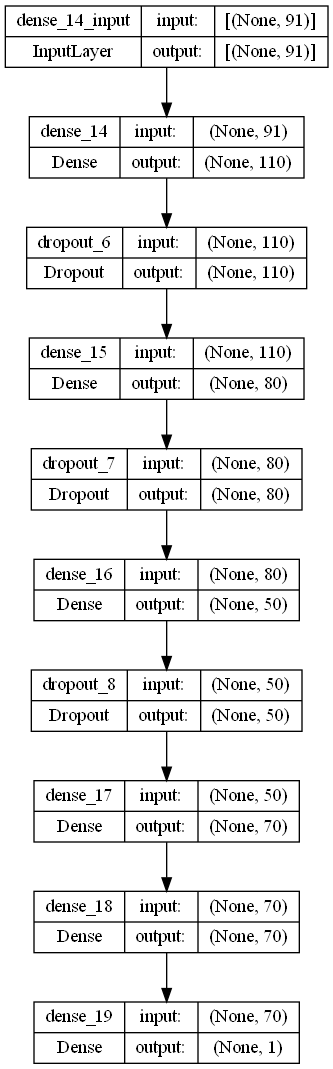 dense_14_input input: [(None, 91)]
InputLayer output: [(None, 91)]
dense_14 input: (None, 91)
Dense output: (None, 110)
dropout_6 input: (None, 110)
Dropout output: (None, 110)
dense_15 input: (None, 110)
Dense output: (None, 80)
dropout_7 input: (None, 80)
Dropout output: (None, 80)
dense_16 input: (None, 80)
Dense output: (None, 50)
dropout_8 input: (None, 50)
Dropout output: (None, 50)
dense_17 input: (None, 50)
Dense output: (None, 70)
dense_18 input: (None, 70)
Dense output: (None, 70)
dense_19 input: (None, 70)
Dense output: (None, 1)